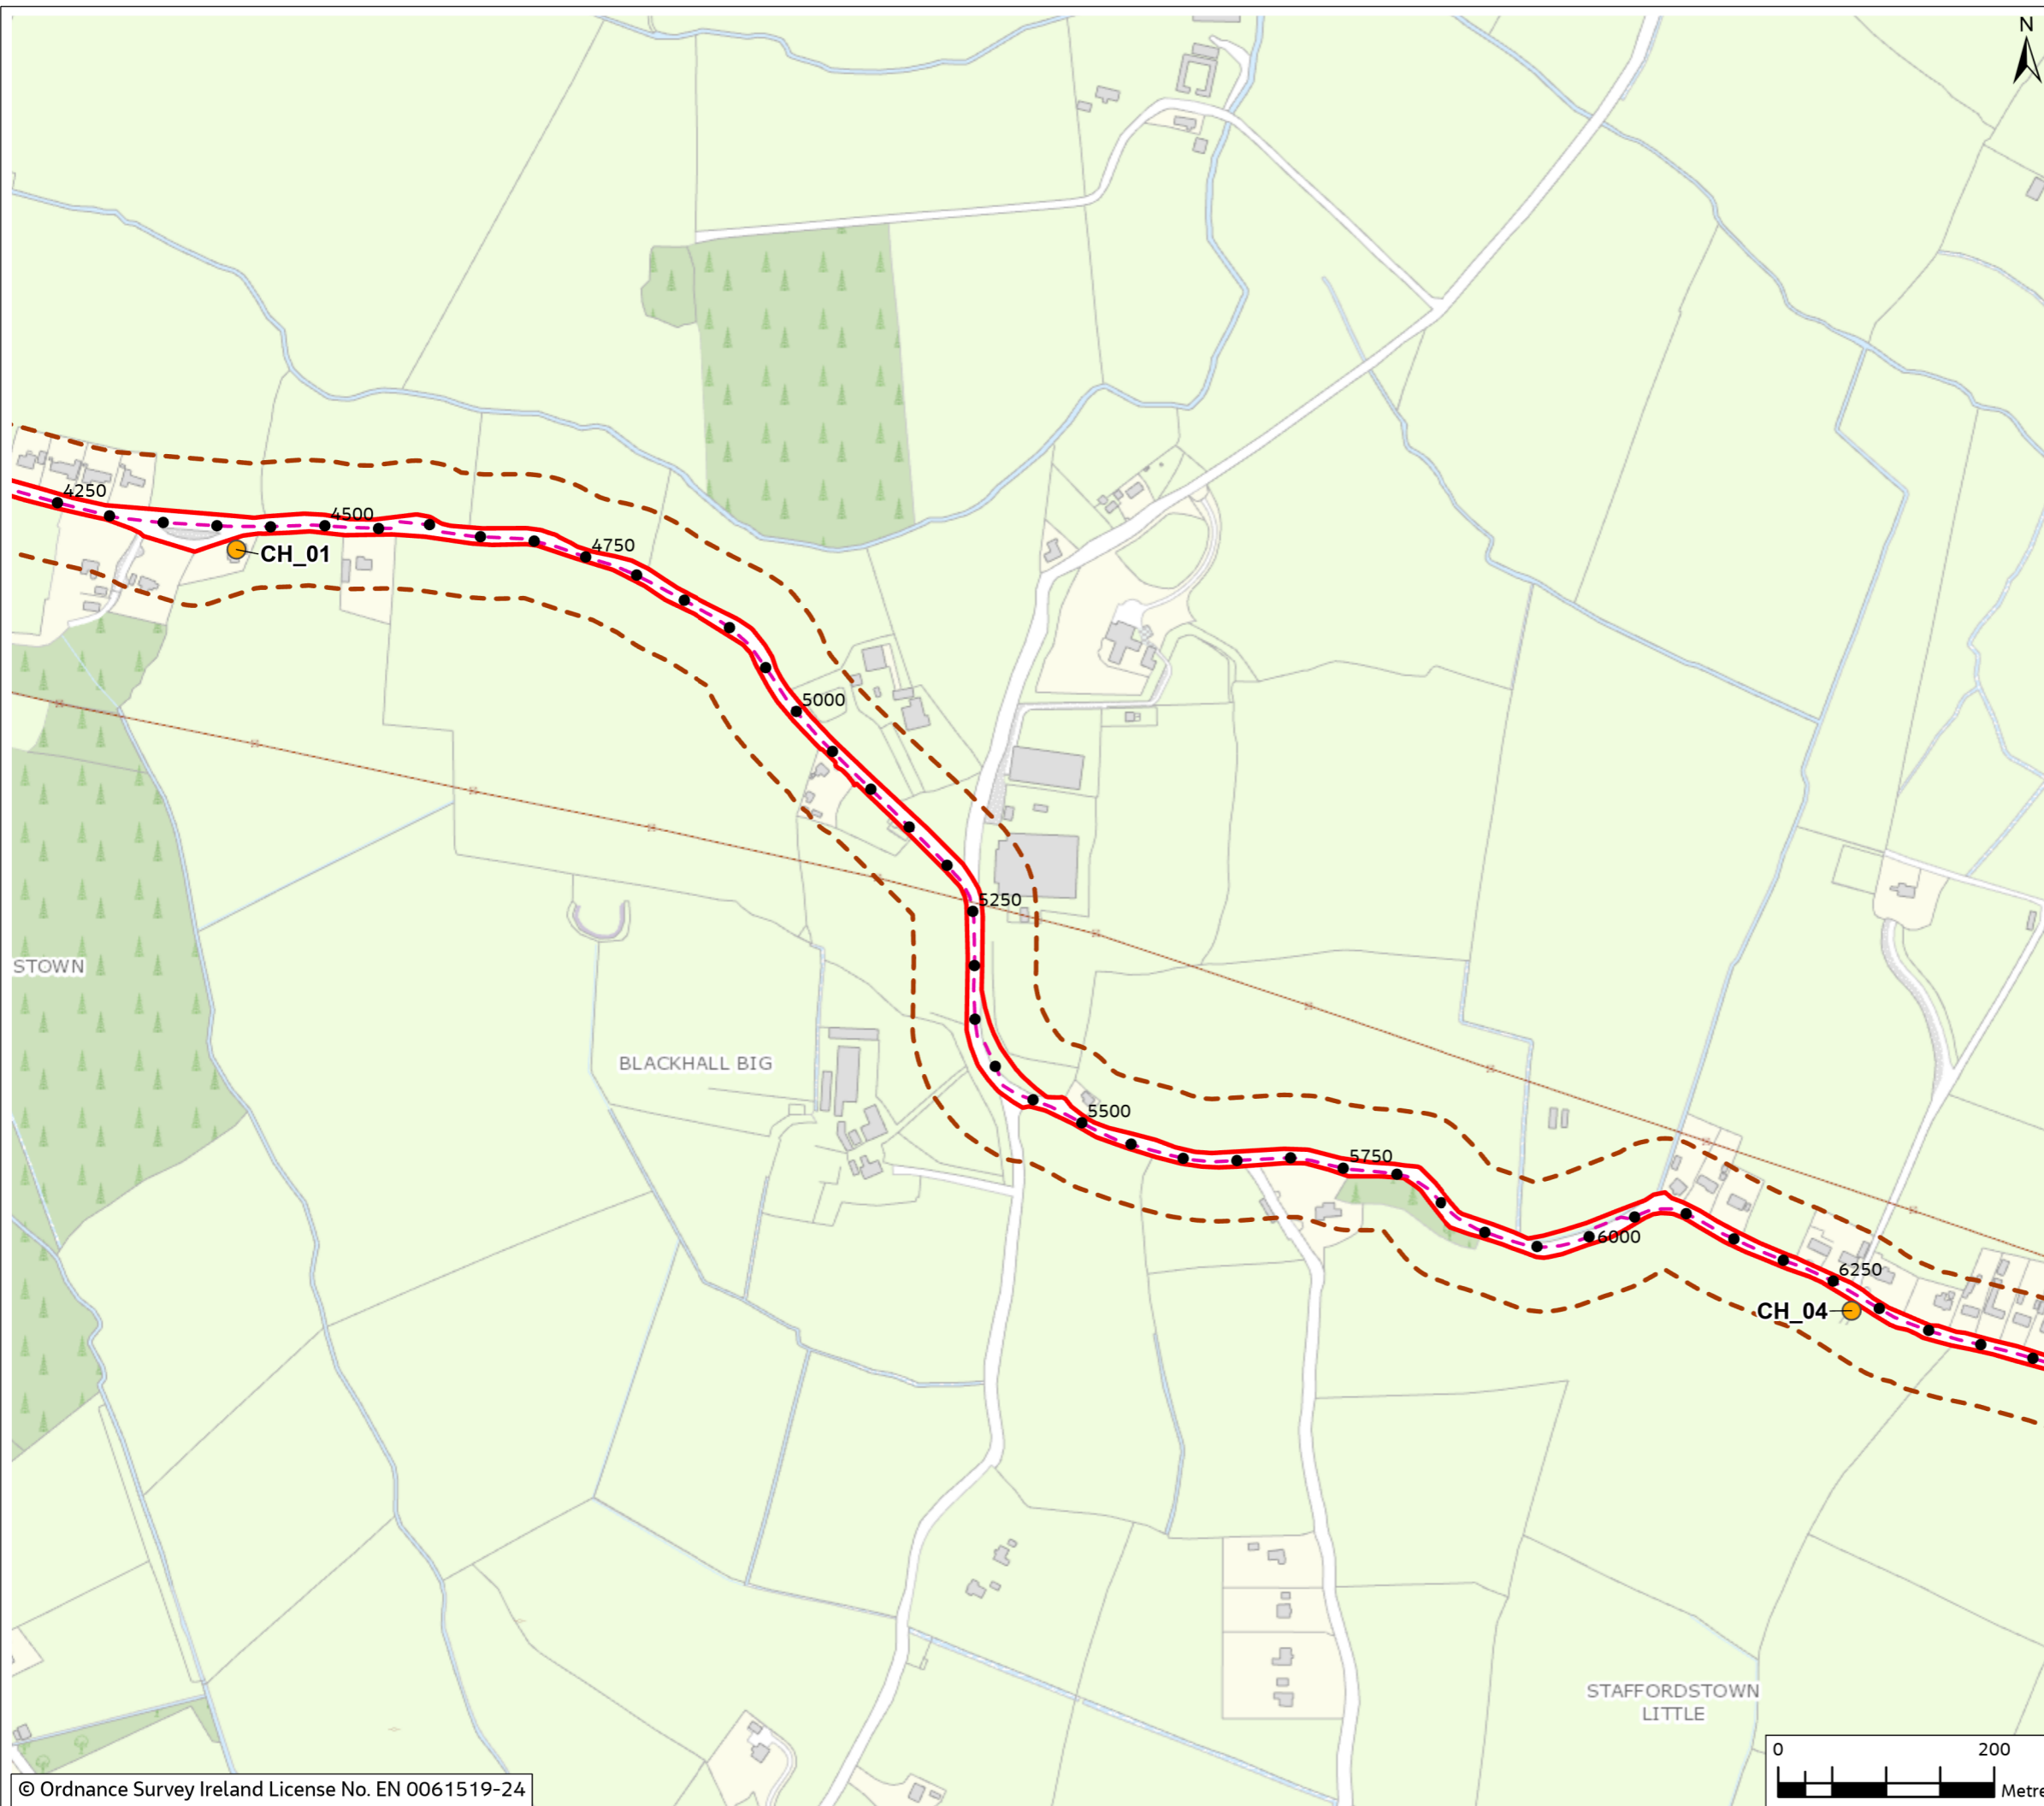 N
4250
4500
CH_01
4750
5000
5250
STOWN
BLACKHALL BIG
5500
5750
6000
6250
CH_04
STAFFORDSTOWN
LITTLE
0 200
Metre
© Ordnance Survey Ireland License No. EN 0061519-24